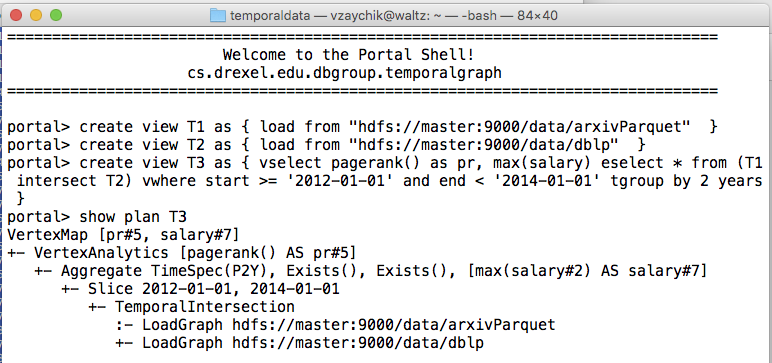 temporaldata — vzaychik@waltz: ~ — -bash — 84×40
================================================================================
Welcome to the Portal Shell!
cs.drexel.edu.dbgroup.temporalgraph
================================================================================
portal> create view T1 as { load from "hdfs://master:9000/data/arxivParquet"  }
portal> create view T2 as { load from "hdfs://master:9000/data/dblp"  }
portal> create view T3 as { vselect pagerank() as pr, max(salary) eselect * from (T1
 intersect T2) vwhere start >= '2012-01-01' and end < '2014-01-01' tgroup by 2 years
 }
portal> show plan T3
VertexMap [pr#5, salary#7]
+- VertexAnalytics [pagerank() AS pr#5]
   +- Aggregate TimeSpec(P2Y), Exists(), Exists(), [max(salary#2) AS salary#7]
      +- Slice 2012-01-01, 2014-01-01
         +- TemporalIntersection
            :- LoadGraph hdfs://master:9000/data/arxivParquet
            +- LoadGraph hdfs://master:9000/data/dblp